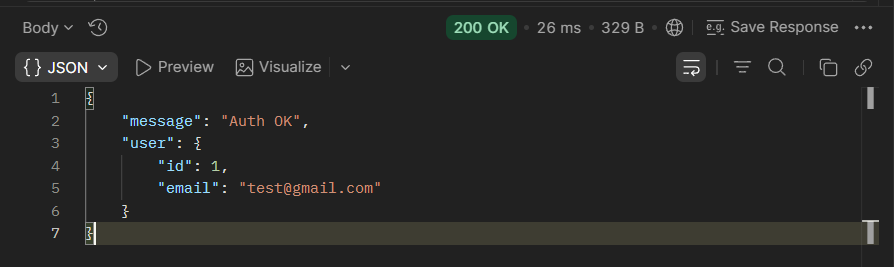 Body 200 OK • 26 ms • 329 B • e.g. Save Response
{} JSON Preview Visualize
1 {
2 "message": "Auth OK",
3 "user": {
4 "id": 1,
5 "email": "test@gmail.com"
6 }
7 }